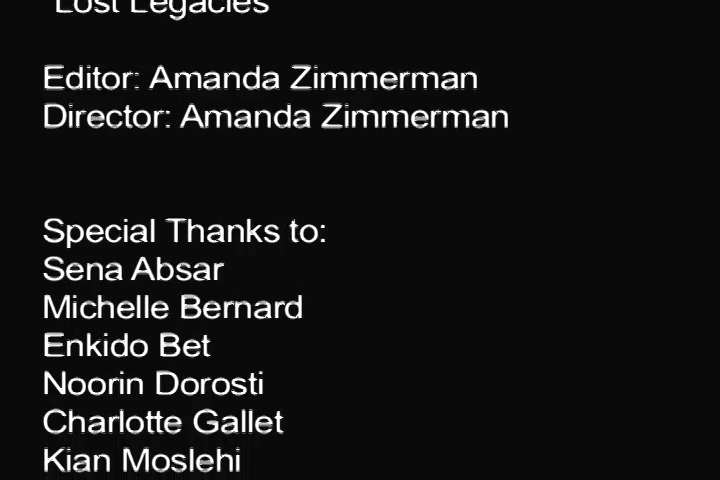 Lost Legacies
Editor: Amanda Zimmerman
Director: Amanda Zimmerman
Special Thanks to:
Sena Absar
Michelle Bernard
Enkido Bet
Noorin Dorosti
Charlotte Gallet
Kian Moslehi